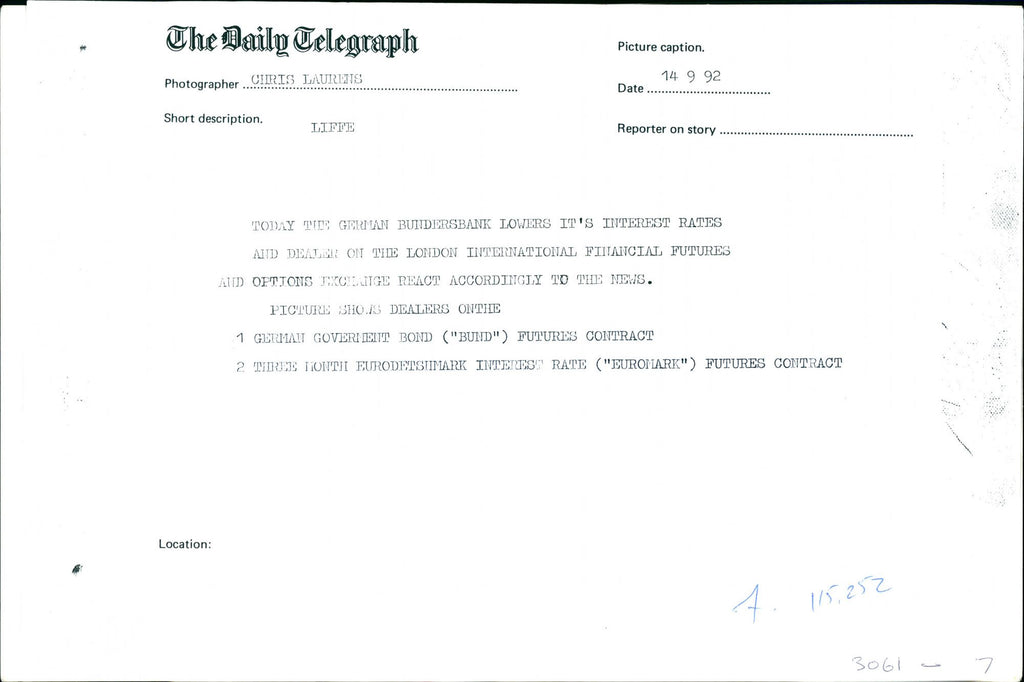 The Daily Telegraph
Picture caption.
Photographer CHRIS LAURENS
Date 14 9 92
Short description.
LIFFE
Reporter on story
TODAY THE GERMAN BUNDERSBANK LOWERS IT'S INTEREST RATES
AND DEALER ON THE LONDON INTERNATIONAL FINANCIAL FUTURES
AND OPTIONS EXCHANGE REACT ACCORDINGLY TO THE NEWS.
PICTURE SHOWS DEALERS ONTHE
1 GERMAN GOVERMENT BOND ("BUND") FUTURES CONTRACT
2 THREE MONTH EURODETSHMARK INTEREST RATE ("EUROMARK") FUTURES CONTRACT
Location:
115.252
3061 - 7